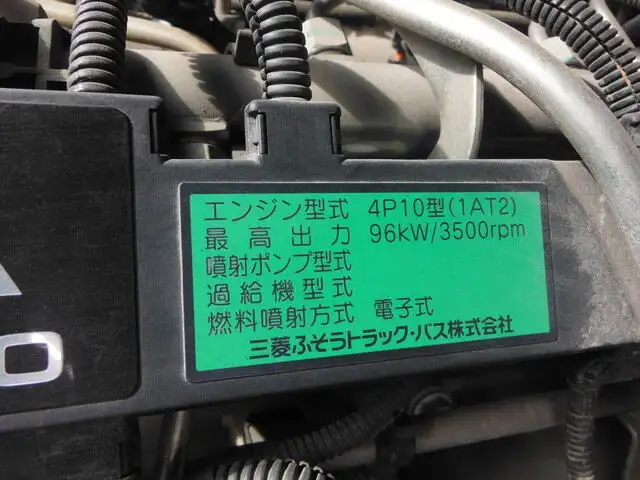 エンジン型式 4P10型(1AT2)
最高出力 96kW/3500rpm
噴射ポンプ型式
過給機型式
燃料噴射方式 電子式
三菱ふそうトラック・バス株式会社